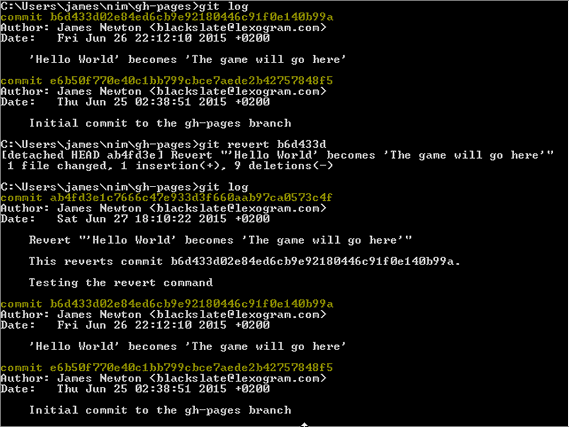 C:\Users\james\nim\gh-pages>git log
commit b6d433d02e84ed6cb9e92180446c91f0e140b99a
Author: James Newton <blackslate@lexogram.com>
Date:   Fri Jun 26 22:12:10 2015 +0200
'Hello World' becomes 'The game will go here'
commit e6b50f770e40c1bb799cbce7aede2b42757848f5
Author: James Newton <blackslate@lexogram.com>
Date:   Thu Jun 25 02:38:51 2015 +0200
Initial commit to the gh-pages branch
C:\Users\james\nim\gh-pages>git revert b6d433d
[detached HEAD ab4fd3e] Revert "'Hello World' becomes 'The game will go here'"
1 file changed, 1 insertion(+), 9 deletions(-)
C:\Users\james\nim\gh-pages>git log
commit ab4fd3e1c7666c47e933d3f660aab97ca0573c4f
Author: James Newton <blackslate@lexogram.com>
Date:   Sat Jun 27 18:10:22 2015 +0200
Revert "'Hello World' becomes 'The game will go here'"
This reverts commit b6d433d02e84ed6cb9e92180446c91f0e140b99a.
Testing the revert command
commit b6d433d02e84ed6cb9e92180446c91f0e140b99a
Author: James Newton <blackslate@lexogram.com>
Date:   Fri Jun 26 22:12:10 2015 +0200
'Hello World' becomes 'The game will go here'
commit e6b50f770e40c1bb799cbce7aede2b42757848f5
Author: James Newton <blackslate@lexogram.com>
Date:   Thu Jun 25 02:38:51 2015 +0200
Initial commit to the gh-pages branch